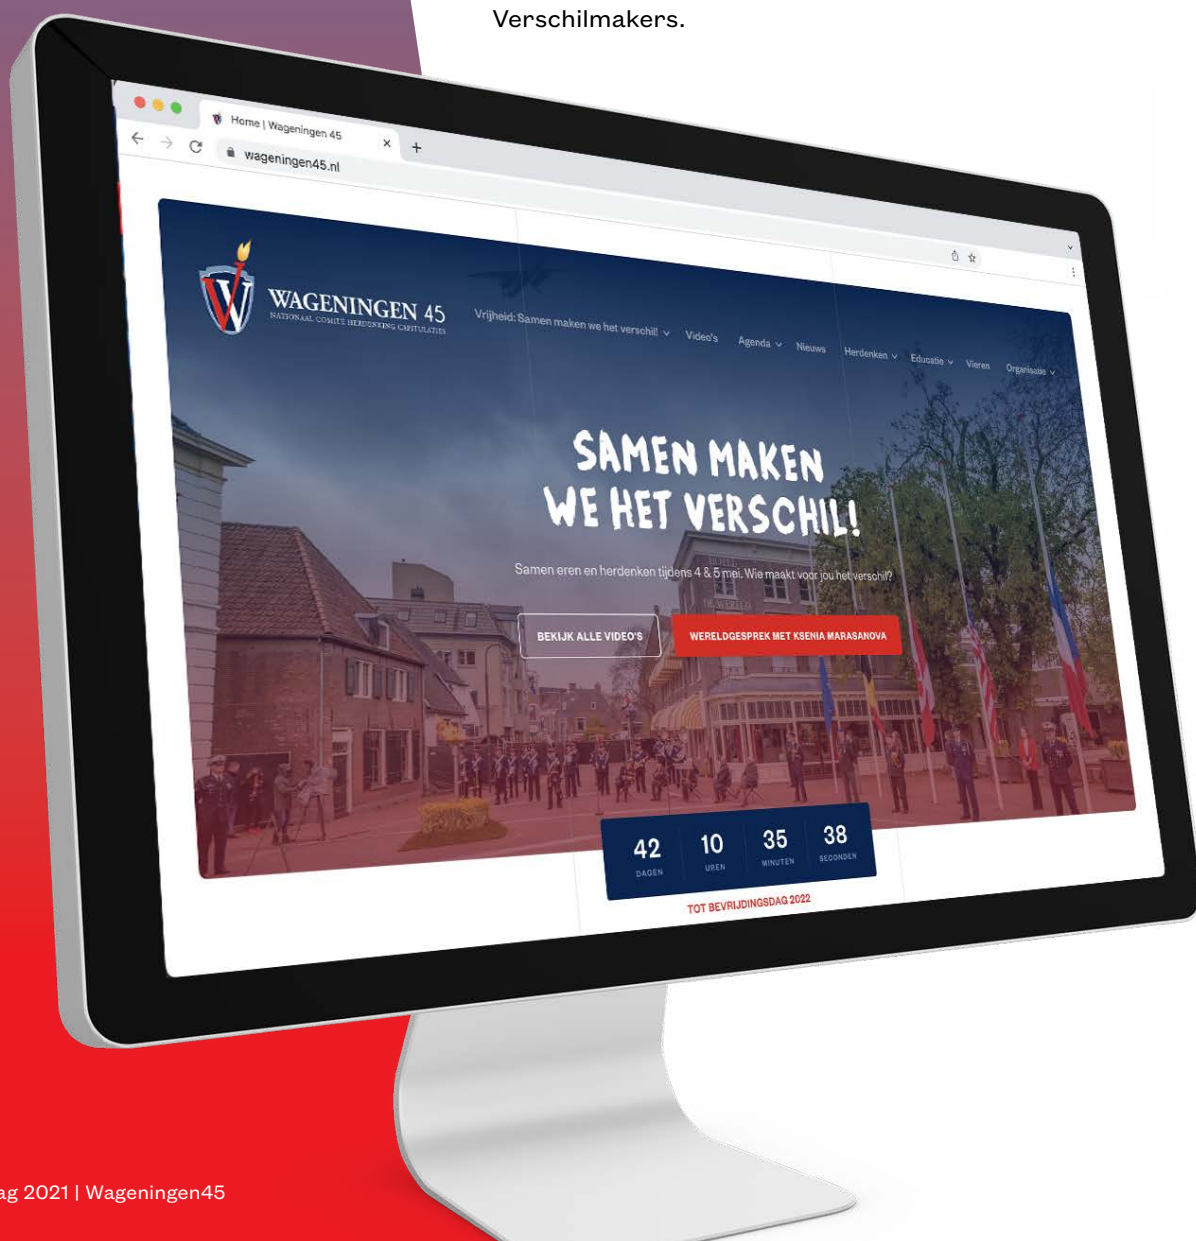 Verschilmakers.
Home | Wageningen 45
wageningen45.nl
WAGENINGEN 45
NATIONAAL COMITÉ HERDENKING CAPITULATIES
Vrijheid: Samen maken we het verschil!
Video's
Agenda
Nieuws
Herdenken
Educatie
Vieren
Organisatie
SAMEN MAKEN
WE HET VERSCHIL!
Samen eren en herdenken tijdens 4 & 5 mei. Wie maakt voor jou het verschil?
BEKIJK ALLE VIDEO'S
WERELDGESPREK MET KSENIA MARASANOVA
42 10 35 38
DAGEN UREN MINUTEN SECONDEN
TOT BEVRIJDINGSDAG 2022
ag 2021 | Wageningen45